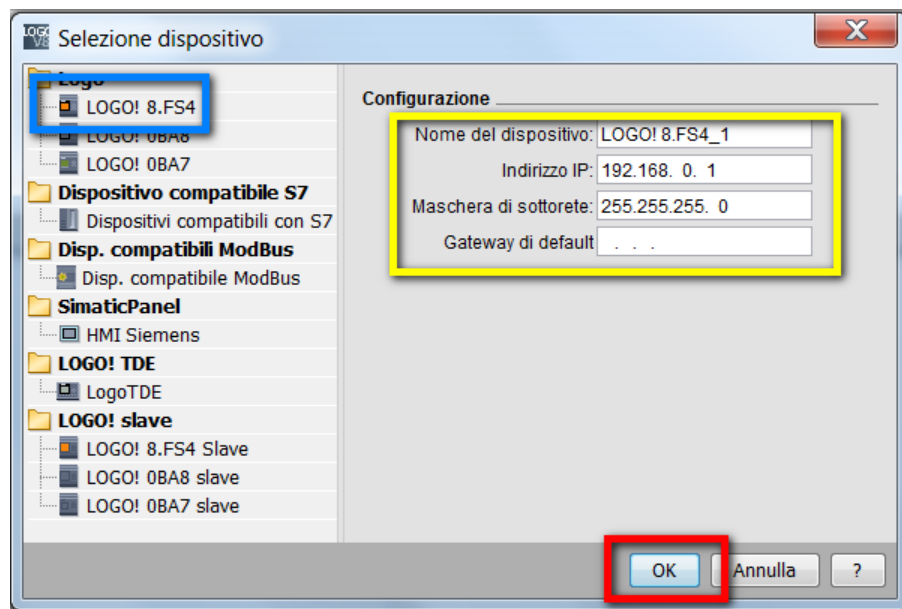 Selezione dispositivo
Logo
LOGO! 8.FS4
LOGO! 0BA8
LOGO! 0BA7
Dispositivo compatibile S7
Dispositivi compatibili con S7
Disp. compatibili ModBus
Disp. compatibile ModBus
SimaticPanel
HMI Siemens
LOGO! TDE
LogoTDE
LOGO! slave
LOGO! 8.FS4 Slave
LOGO! 0BA8 slave
LOGO! 0BA7 slave
Configurazione
Nome del dispositivo: LOGO! 8.FS4_1
Indirizzo IP: 192.168. 0. 1
Maschera di sottorete: 255.255.255. 0
Gateway di default . . .
OK Annulla ?